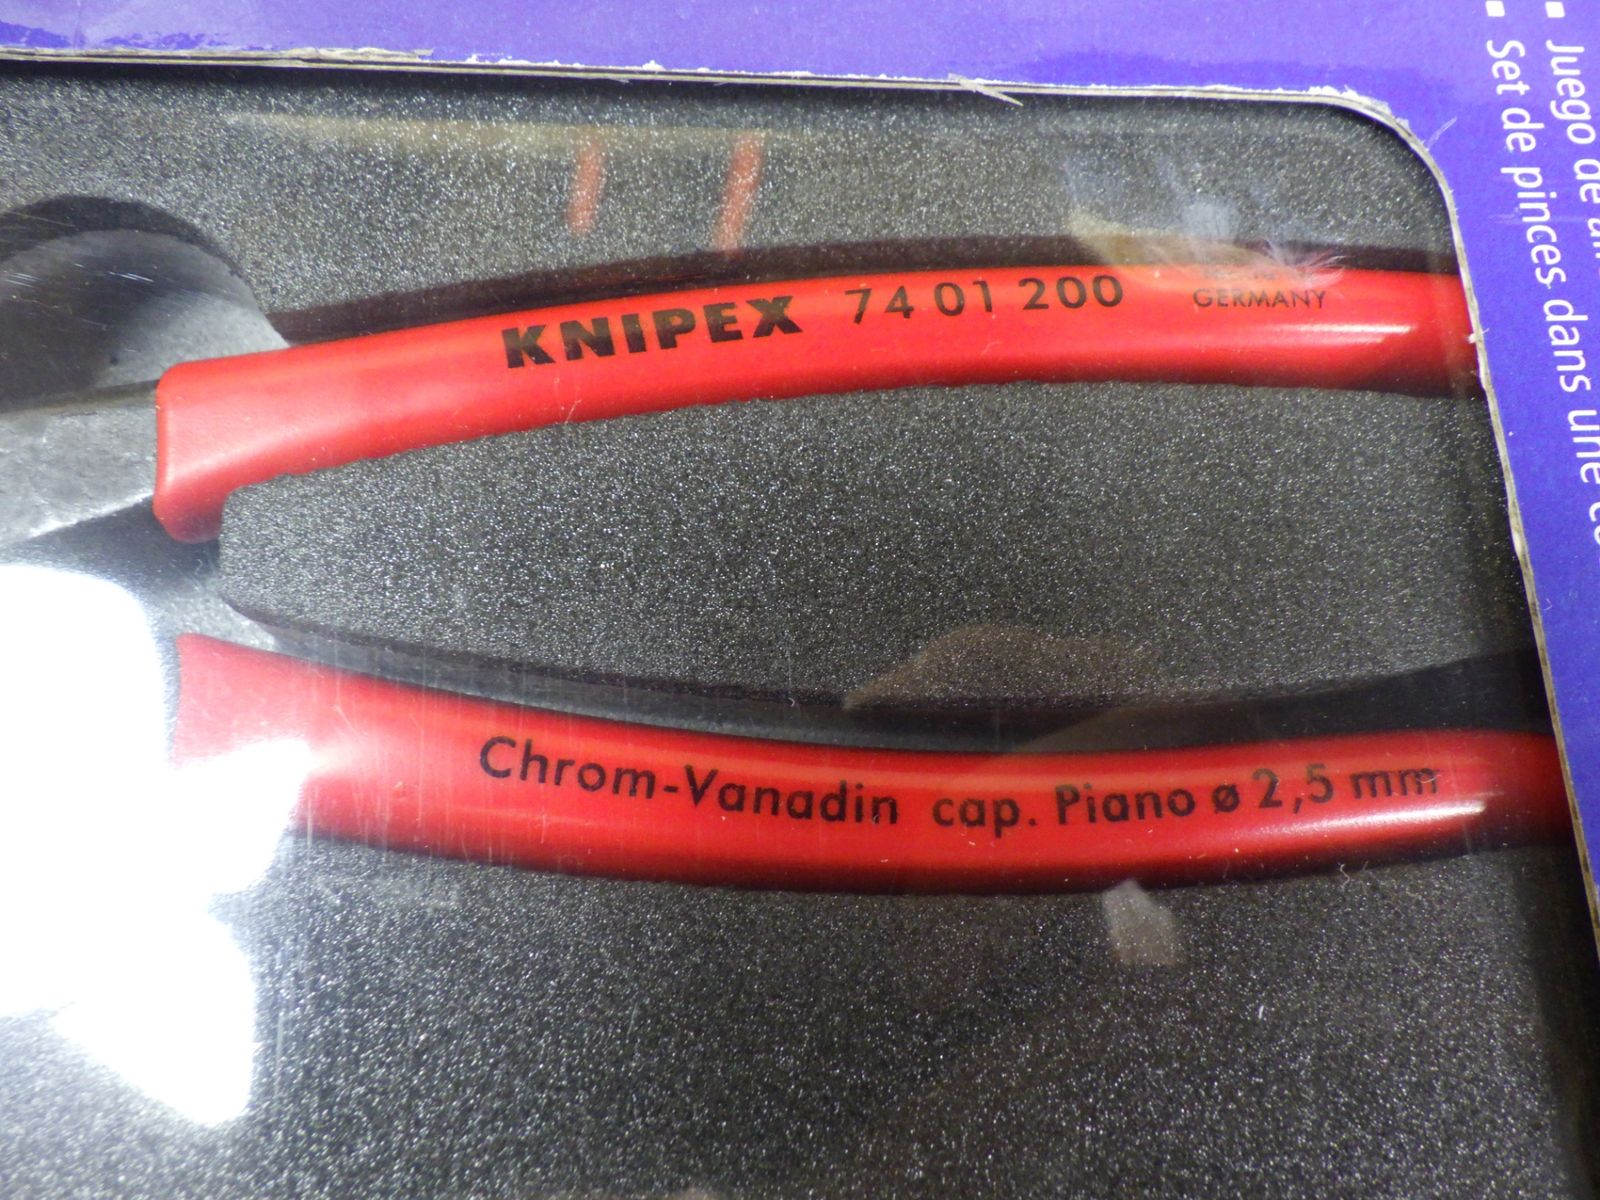 Juego de
Set de pinces dans une
KNIPEX 74 01 200 GERMANY
Chrom-Vanadin cap. Piano ø 2,5 mm